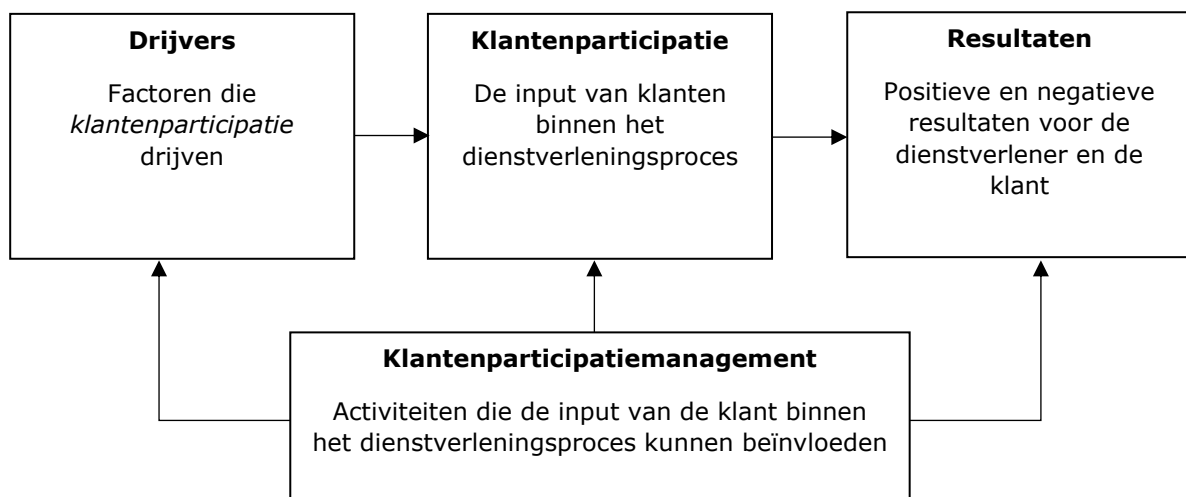 Drijvers
Factoren die
klantenparticipatie
drijven
Klantenparticipatie
De input van klanten
binnen het
dienstverleningsproces
Resultaten
Positieve en negatieve
resultaten voor de
dienstverlener en de
klant
Klantenparticipatiemanagement
Activiteiten die de input van de klant binnen
het dienstverleningsproces kunnen beïnvloeden